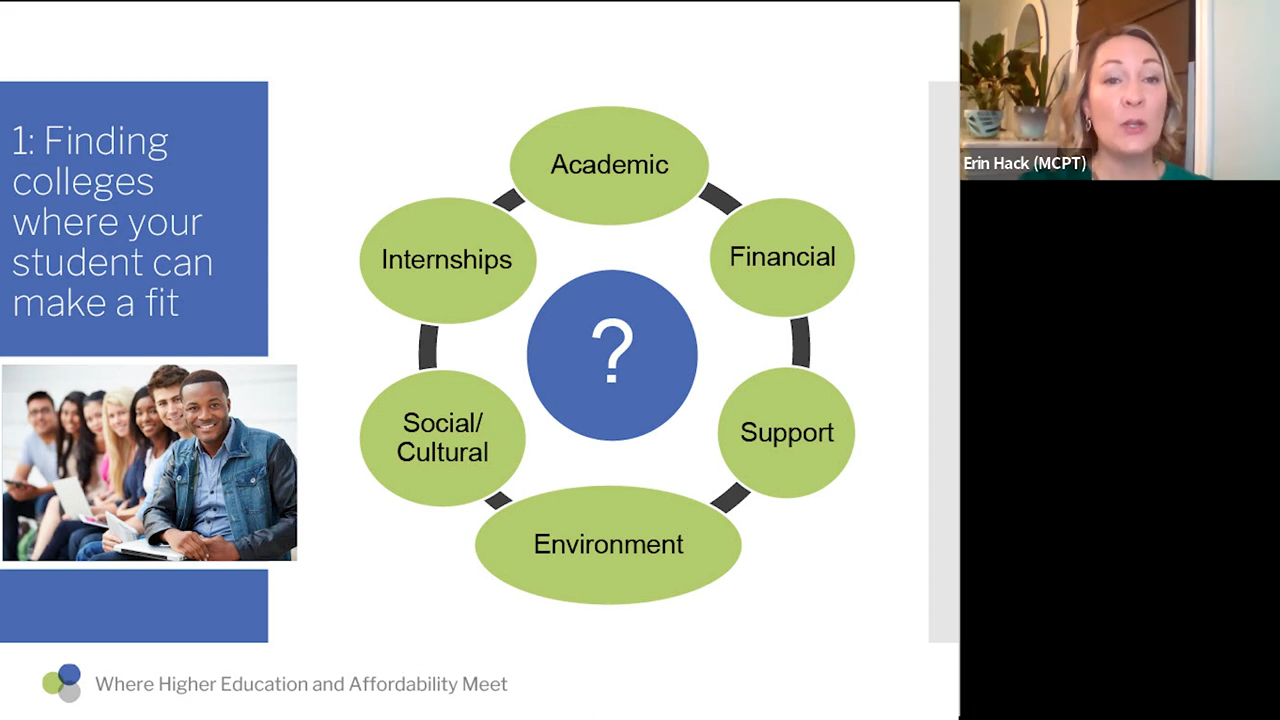 1: Finding
colleges
where your
student can
make a fit
Academic
Internships
Financial
?
Social/
Cultural
Support
Environment
Where Higher Education and Affordability Meet
Erin Hack (MCPT)